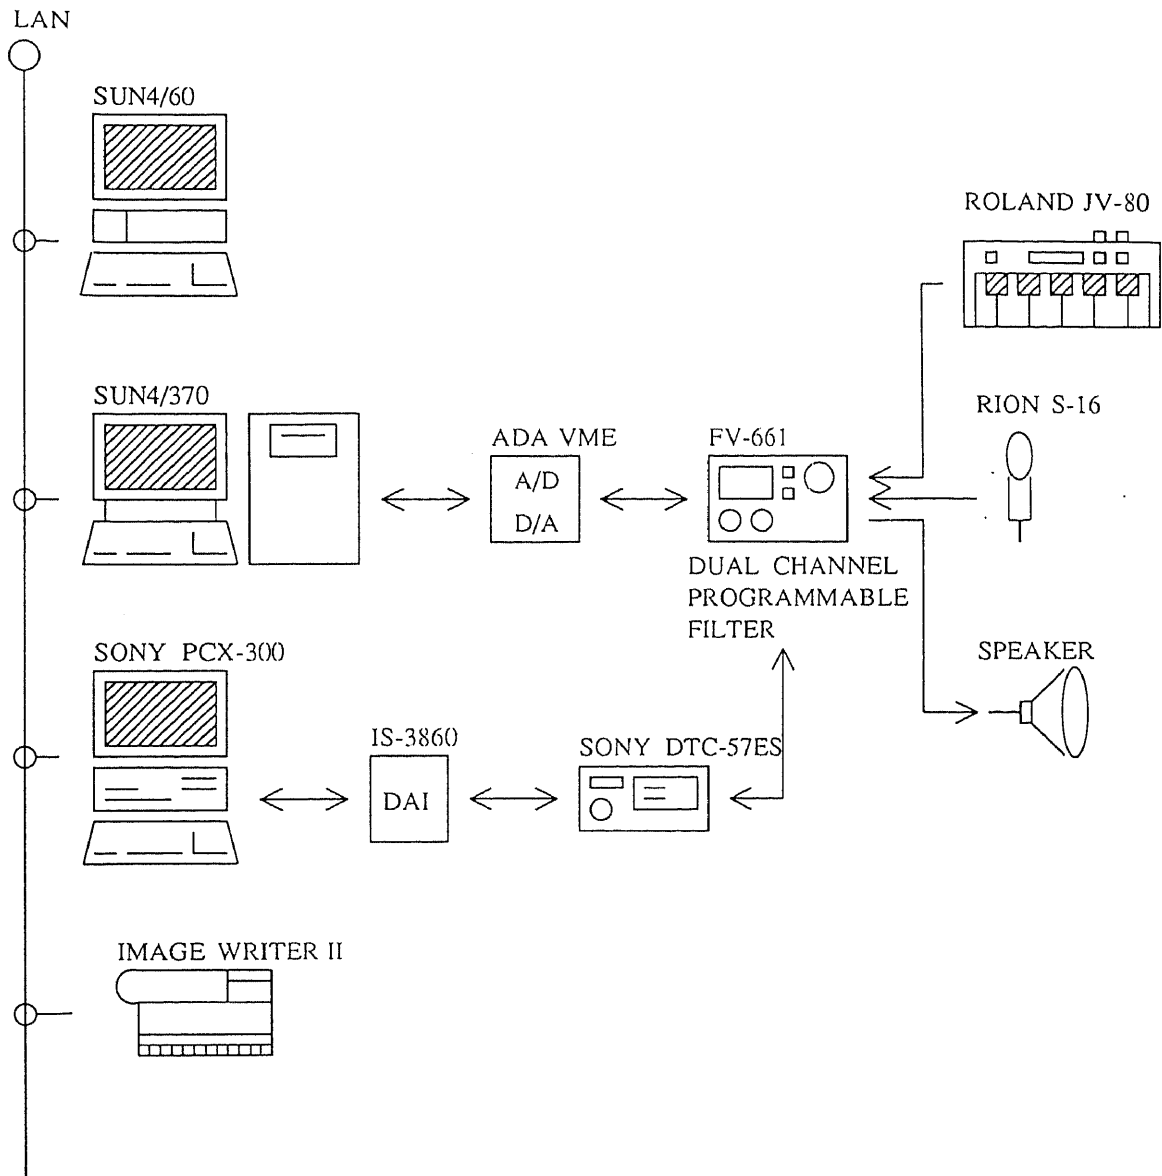 LAN
SUN4/60
ROLAND JV-80
SUN4/370
RION S-16
ADA VME
A/D
D/A
FV-661
DUAL CHANNEL
PROGRAMMABLE
FILTER
SONY PCX-300
SPEAKER
IS-3860
DAI
SONY DTC-57ES
IMAGE WRITER II